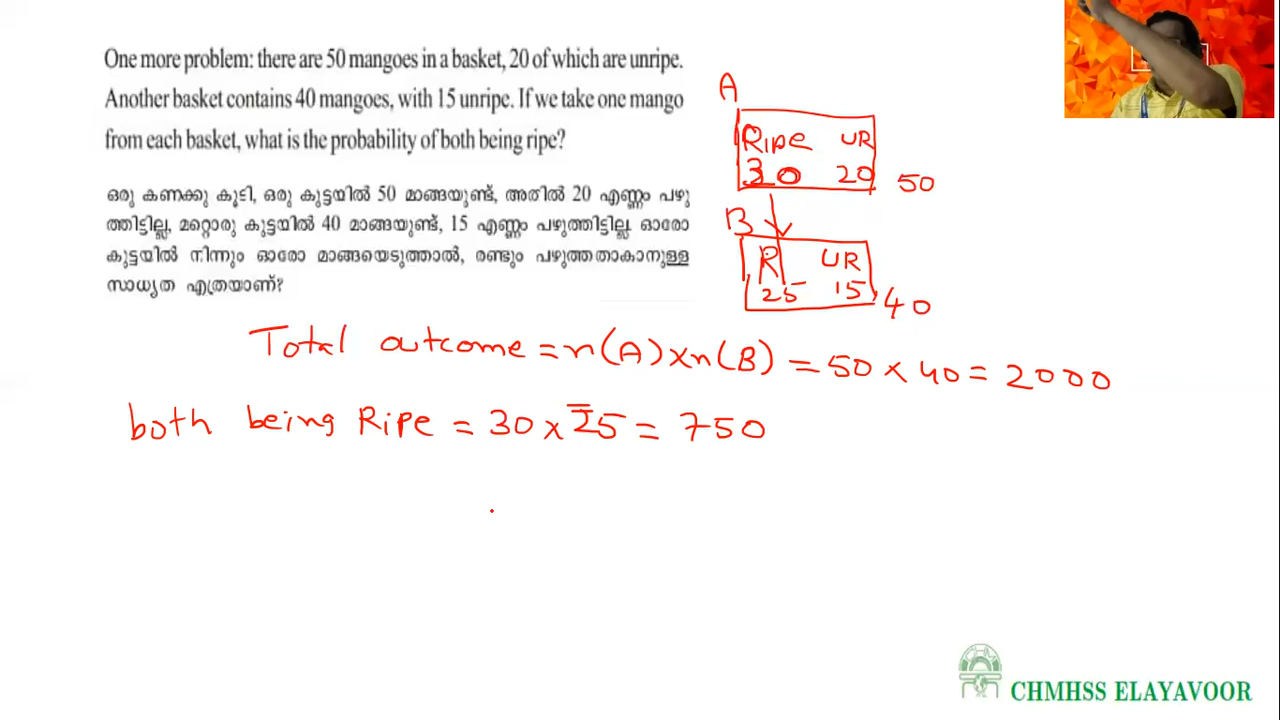 One more problem: there are 50 mangoes in a basket, 20 of which are unripe.
Another basket contains 40 mangoes, with 15 unripe. If we take one mango
from each basket, what is the probability of both being ripe?
ഒരു കണക്കു കൂടി, ഒരു കുട്ടയിൽ 50 മാങ്ങയുണ്ട്, അതിൽ 20 എണ്ണം പഴു
ത്തിട്ടില്ല, മറ്റൊരു കുട്ടയിൽ 40 മാങ്ങയുണ്ട്, 15 എണ്ണം പഴുത്തിട്ടില്ല. ഓരോ
കുട്ടയിൽ നിന്നും ഓരോ മാങ്ങയെടുത്താൽ, രണ്ടും പഴുത്തതാകാനുള്ള
സാധ്യത എത്രയാണ്?
A
Ripe UR
30 20 50
B
R UR
25 15 40
Total outcome = n(A) × n(B) = 50 × 40 = 2000
both being Ripe = 30 × 25 = 750
CHMHSS ELAYAVOOR